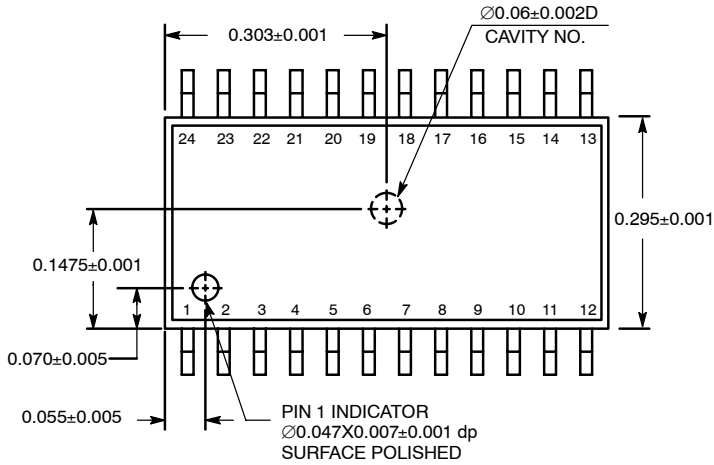 Ø0.06±0.002D
CAVITY NO.
0.303±0.001
24 23 22 21 20 19 18 17 16 15 14 13
0.295±0.001
0.1475±0.001
1 2 3 4 5 6 7 8 9 10 11 12
0.070±0.005
0.055±0.005
PIN 1 INDICATOR
Ø0.047X0.007±0.001 dp
SURFACE POLISHED